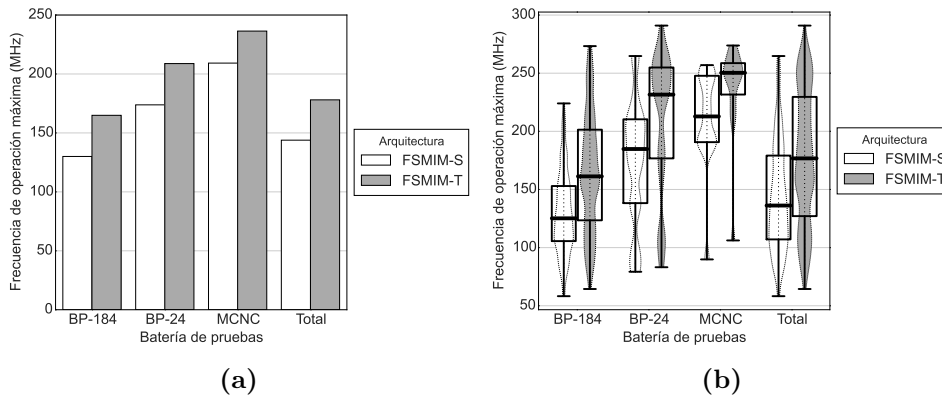 Frecuencia de operación máxima (MHz)
250
200
150
100
50
0
BP-184 BP-24 MCNC Total
Batería de pruebas
Arquitectura
FSMIM-S
FSMIM-T
(a)
Frecuencia de operación máxima (MHz)
300
250
200
150
100
50
BP-184 BP-24 MCNC Total
Batería de pruebas
Arquitectura
FSMIM-S
FSMIM-T
(b)